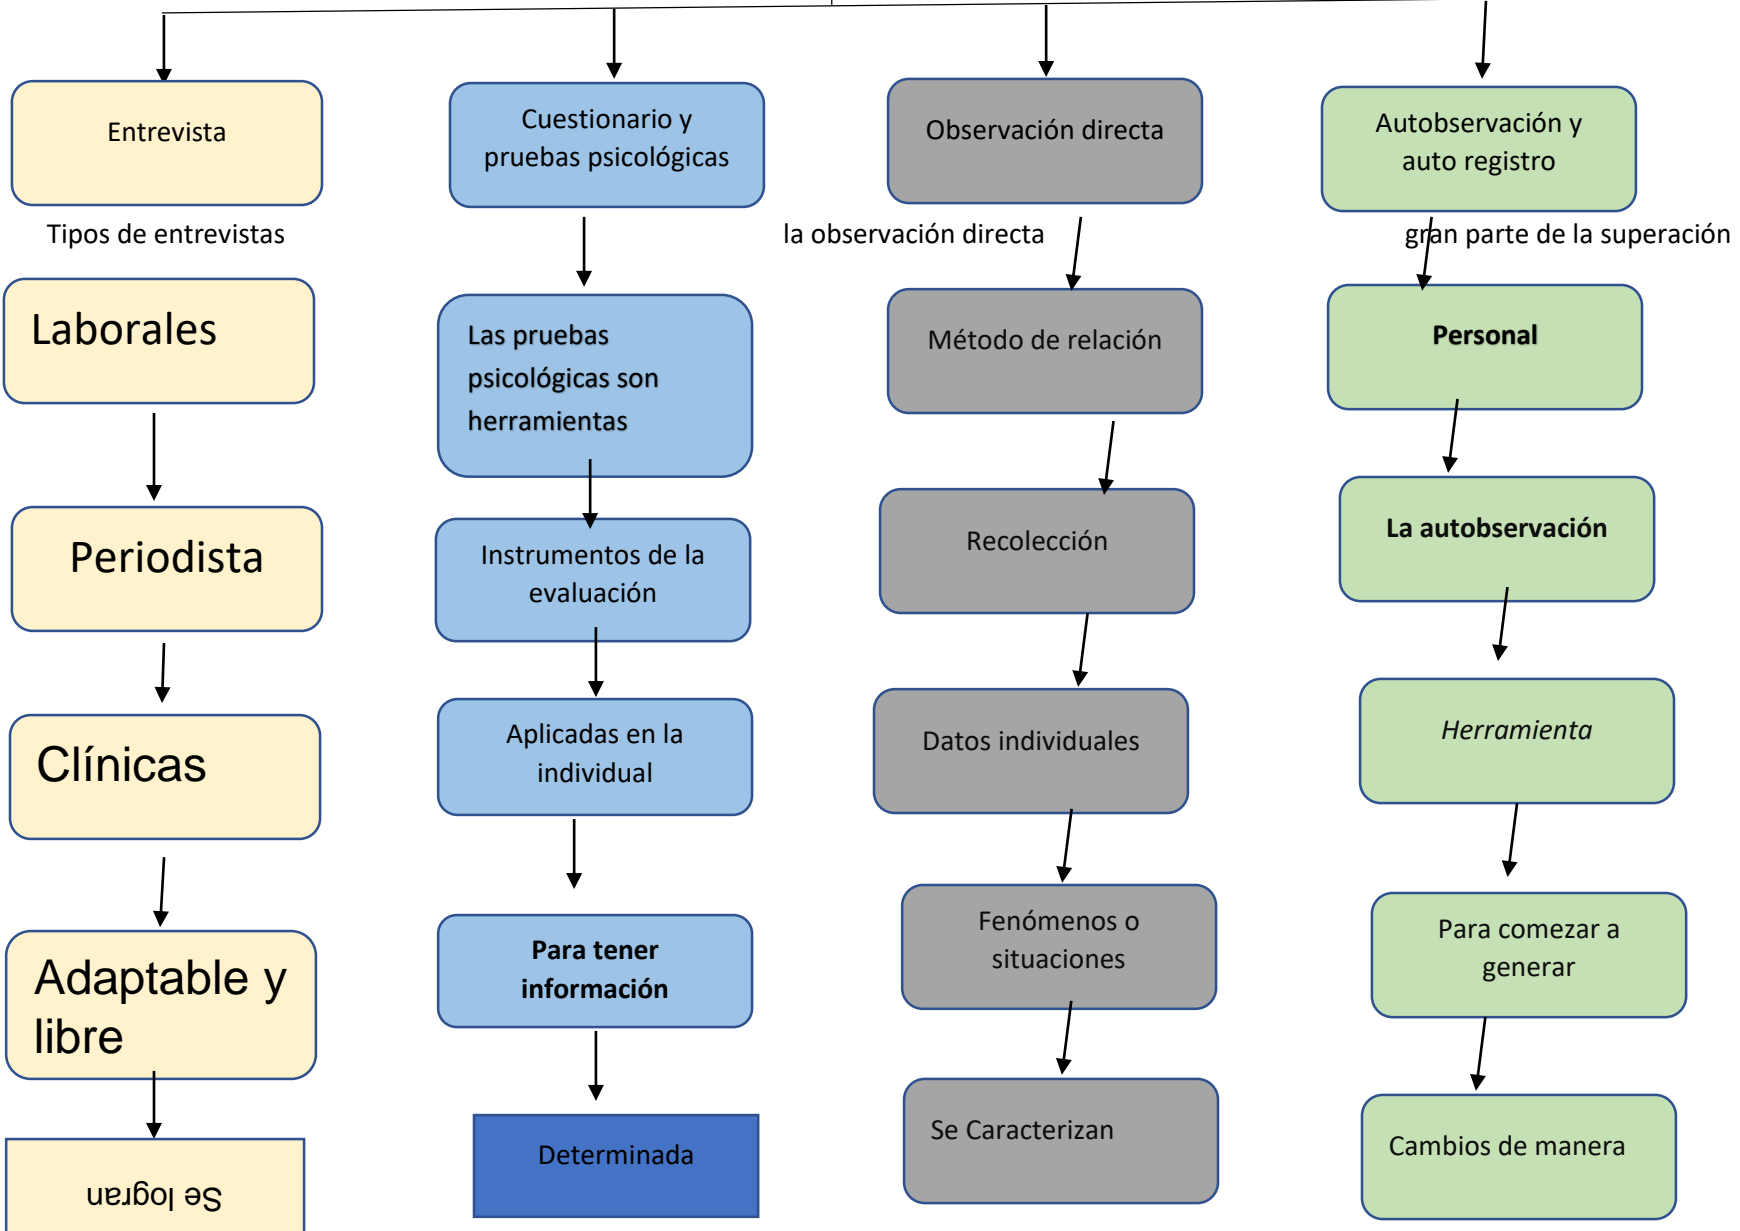 Entrevista
Cuestionario y
pruebas psicológicas
Observación directa
Autobservación y
auto registro
Tipos de entrevistas
la observación directa
gran parte de la superación
Laborales
Las pruebas
psicológicas son
herramientas
Método de relación
Personal
Periodista
Instrumentos de la
evaluación
Recolección
La autobservación
Clínicas
Aplicadas en la
individual
Datos individuales
Herramienta
Adaptable y
libre
Para tener
información
Fenómenos o
situaciones
Para comezar a
generar
Se logran
Determinada
Se Caracterizan
Cambios de manera